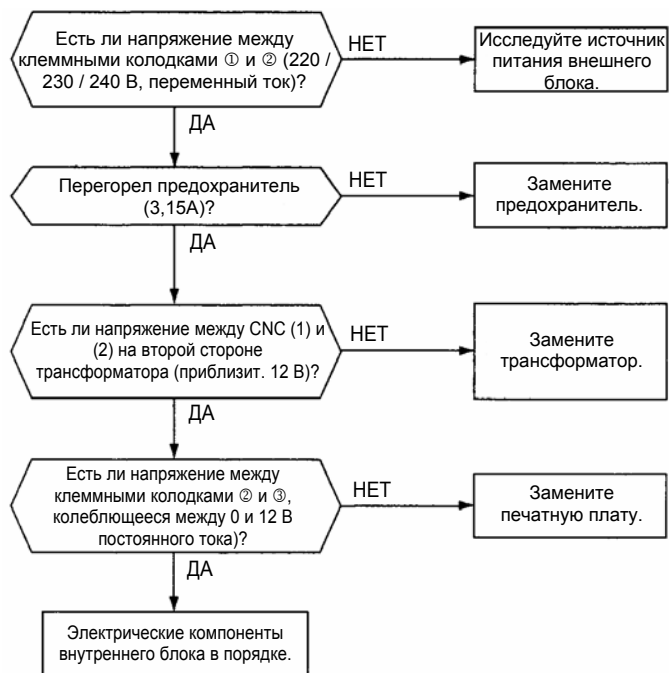 Есть ли напряжение между
клеммными колодками ① и ② (220 /
230 / 240 В, переменный ток)?
НЕТ
Исследуйте источник
питания внешнего
блока.
ДА
Перегорел предохранитель
(3,15А)?
НЕТ
Замените
предохранитель.
ДА
Есть ли напряжение между CNC (1) и
(2) на второй стороне
трансформатора (приблизит. 12 В)?
НЕТ
Замените
трансформатор.
ДА
Есть ли напряжение между
клеммными колодками ② и ③,
колеблющееся между 0 и 12 В
постоянного тока)?
НЕТ
Замените
печатную плату.
ДА
Электрические компоненты
внутреннего блока в порядке.